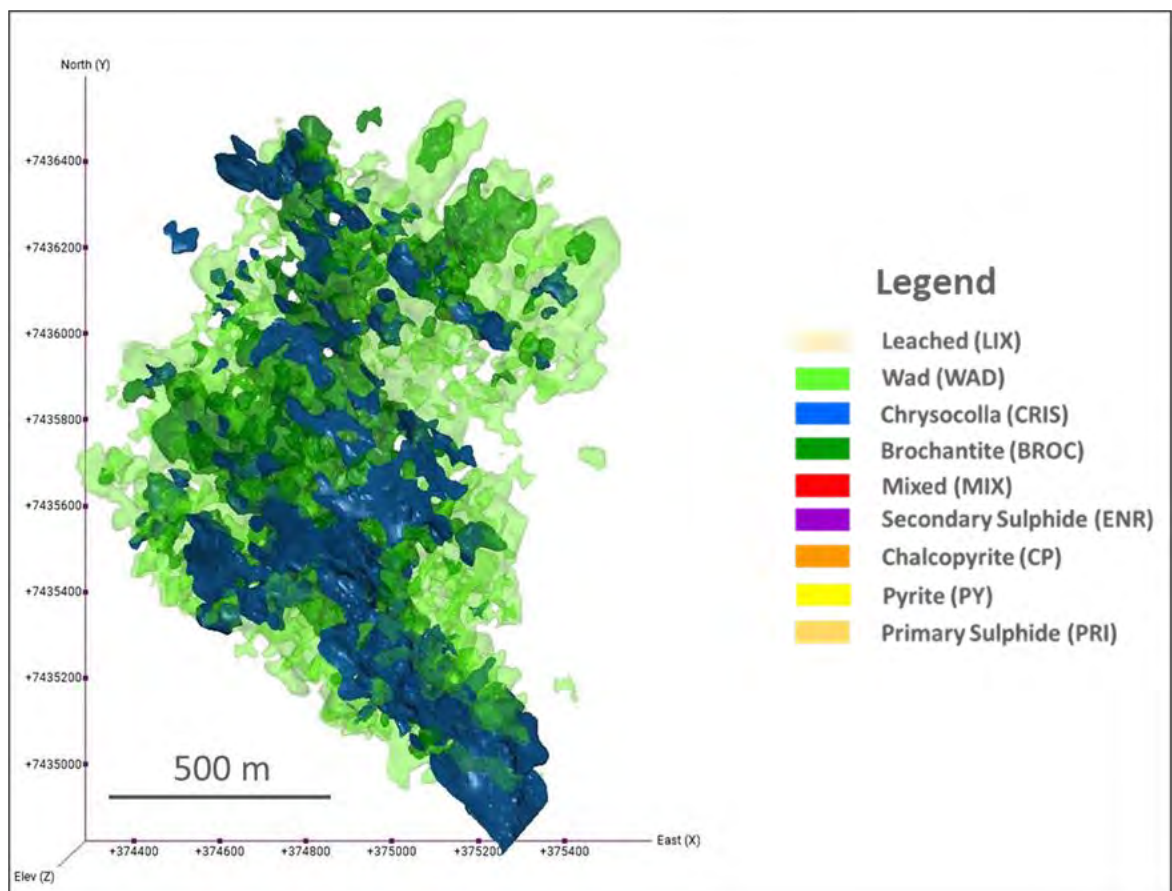 North (Y)
+7436400
+7436200
+7436000
+7435800
+7435600
+7435400
+7435200
+7435000
500 m
+374400
+374600
+374800
+375000
+375200
+375400
East (X)
Elev (Z)
Legend
Leached (LIX)
Wad (WAD)
Chrysocolla (CRIS)
Brochantite (BROC)
Mixed (MIX)
Secondary Sulphide (ENR)
Chalcopyrite (CP)
Pyrite (PY)
Primary Sulphide (PRI)